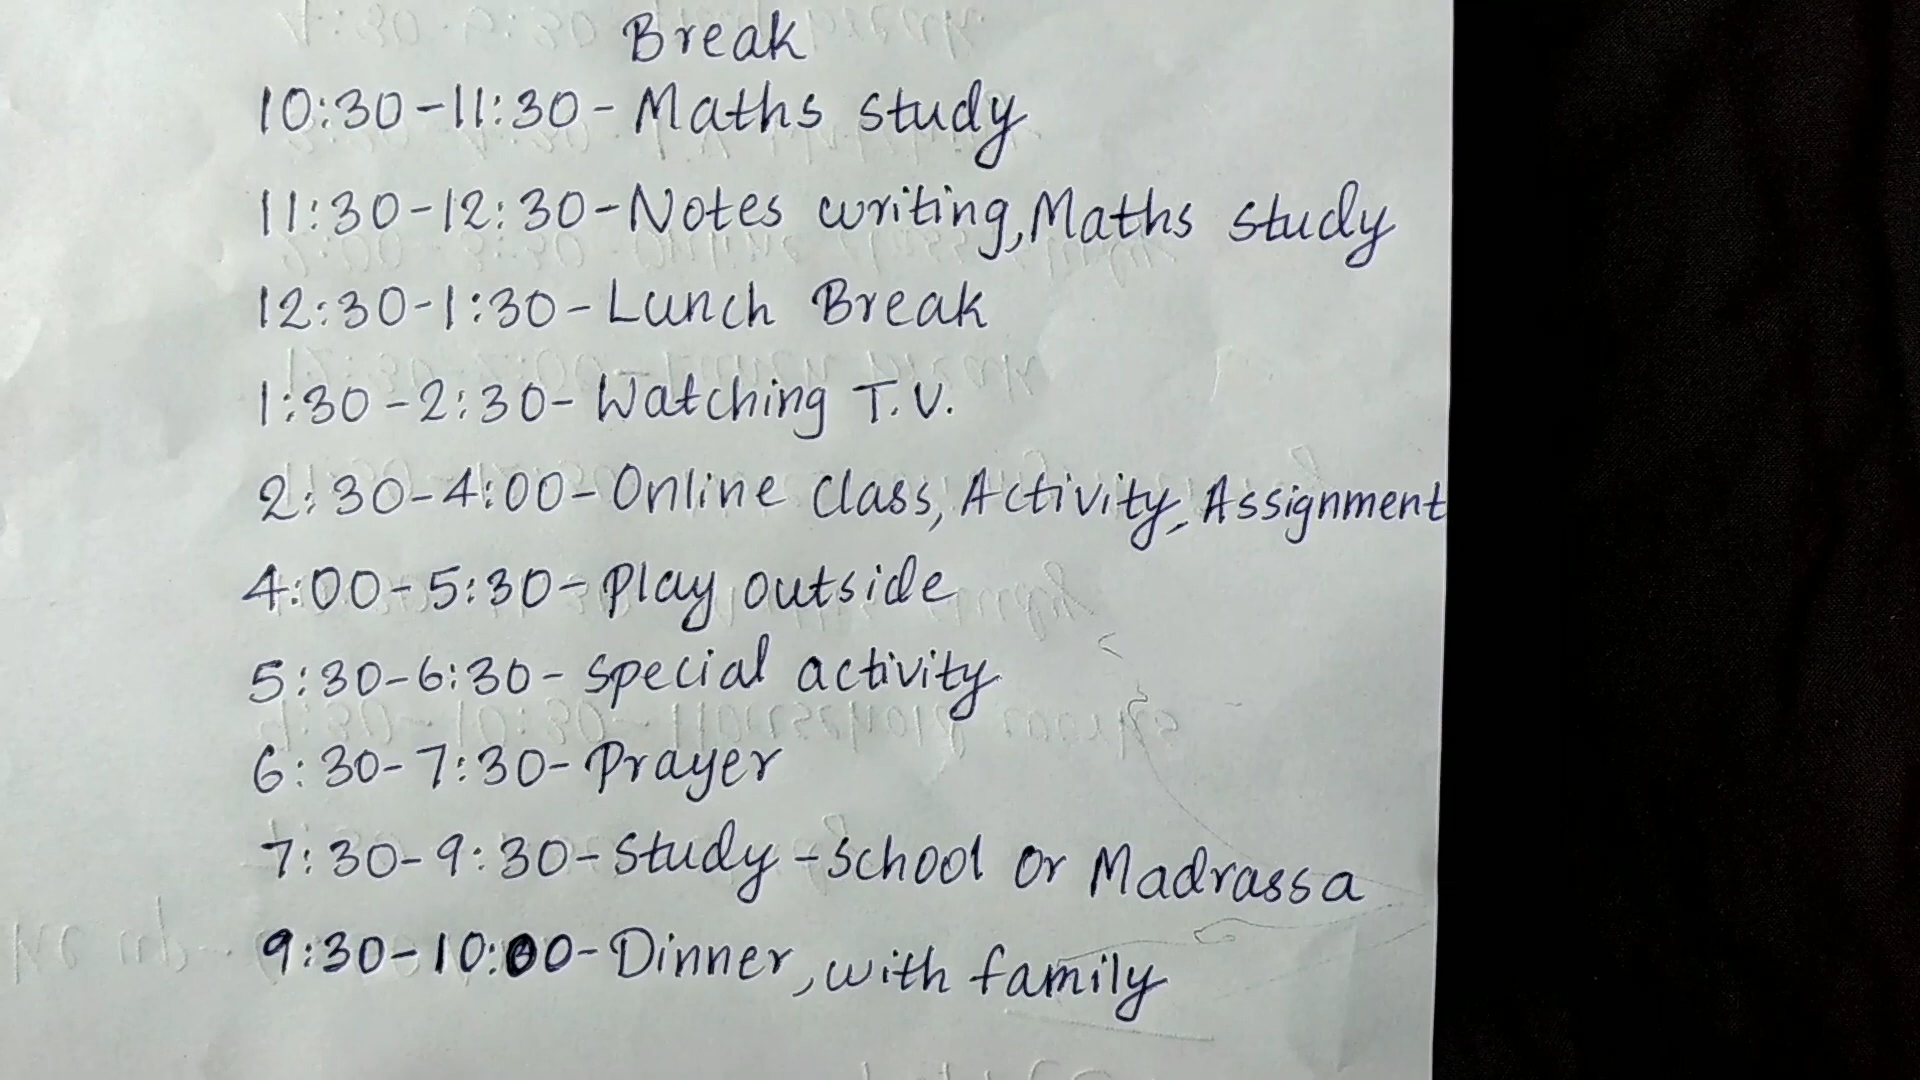 Break
10:30-11:30-Maths study
11:30-12:30-Notes writing, Maths study
12:30-1:30-Lunch Break
1:30-2:30-Watching T.V.
2:30-4:00-Online class, Activity, Assignment
4:00-5:30-Play outside
5:30-6:30-special activity
6:30-7:30-Prayer
7:30-9:30-study-school or Madrassa
9:30-10:00-Dinner, with family